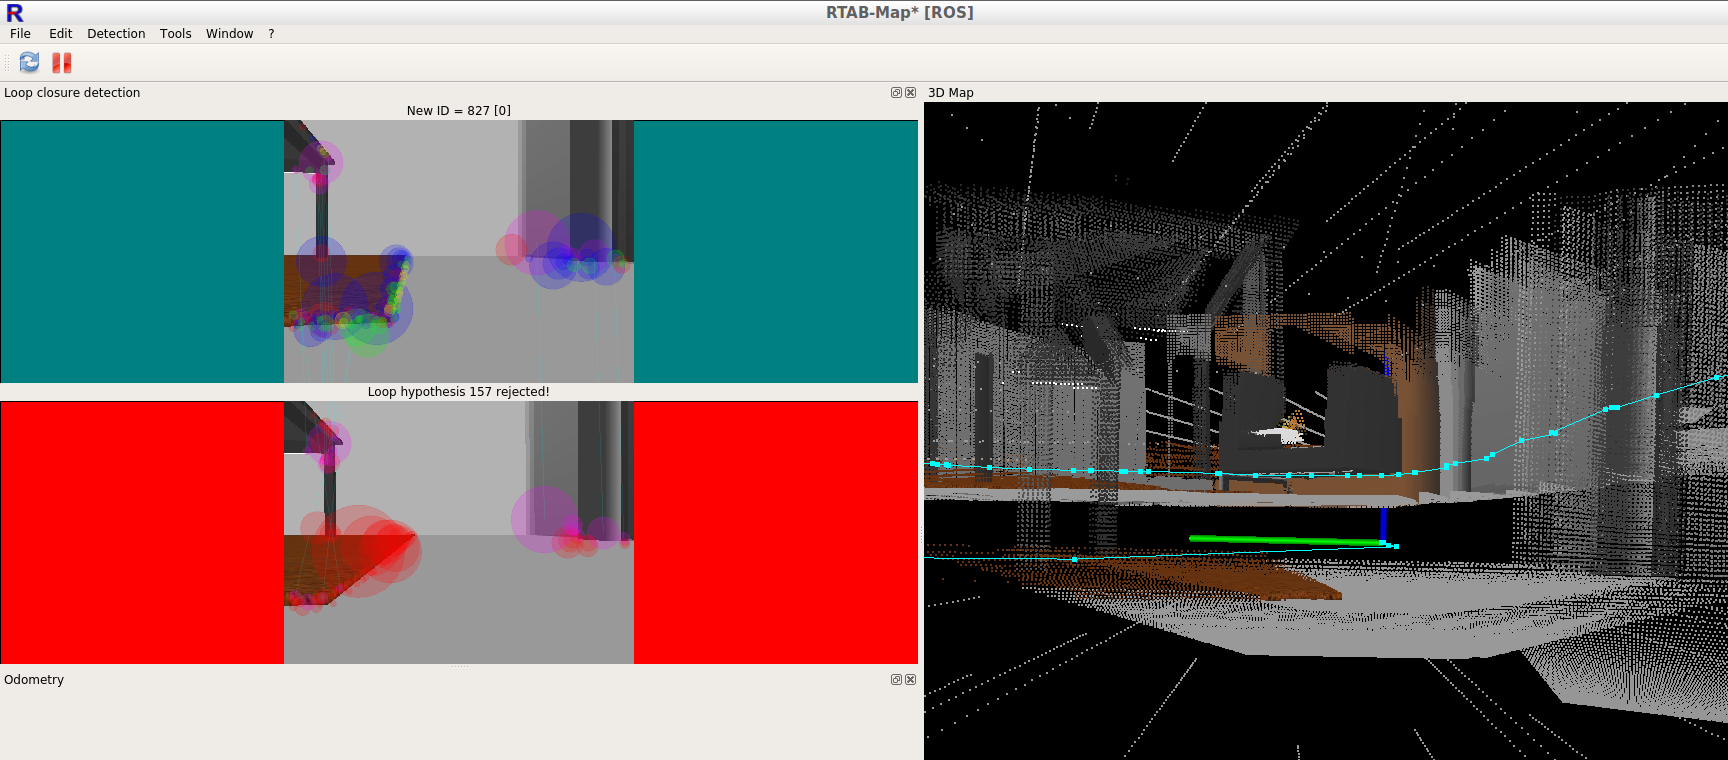 RTAB-Map* [ROS]
File Edit Detection Tools Window ?
Loop closure detection
New ID = 827 [0]
Loop hypothesis 157 rejected!
Odometry
3D Map